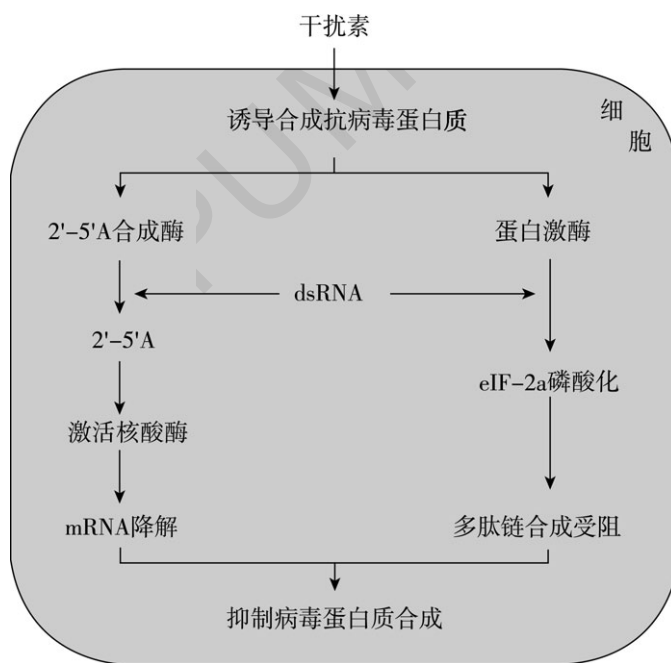 干扰素
细
胞
诱导合成抗病毒蛋白质
2'-5'A合成酶
蛋白激酶
dsRNA
2'-5'A
eIF-2a磷酸化
激活核酸酶
mRNA降解
多肽链合成受阻
抑制病毒蛋白质合成
PUM